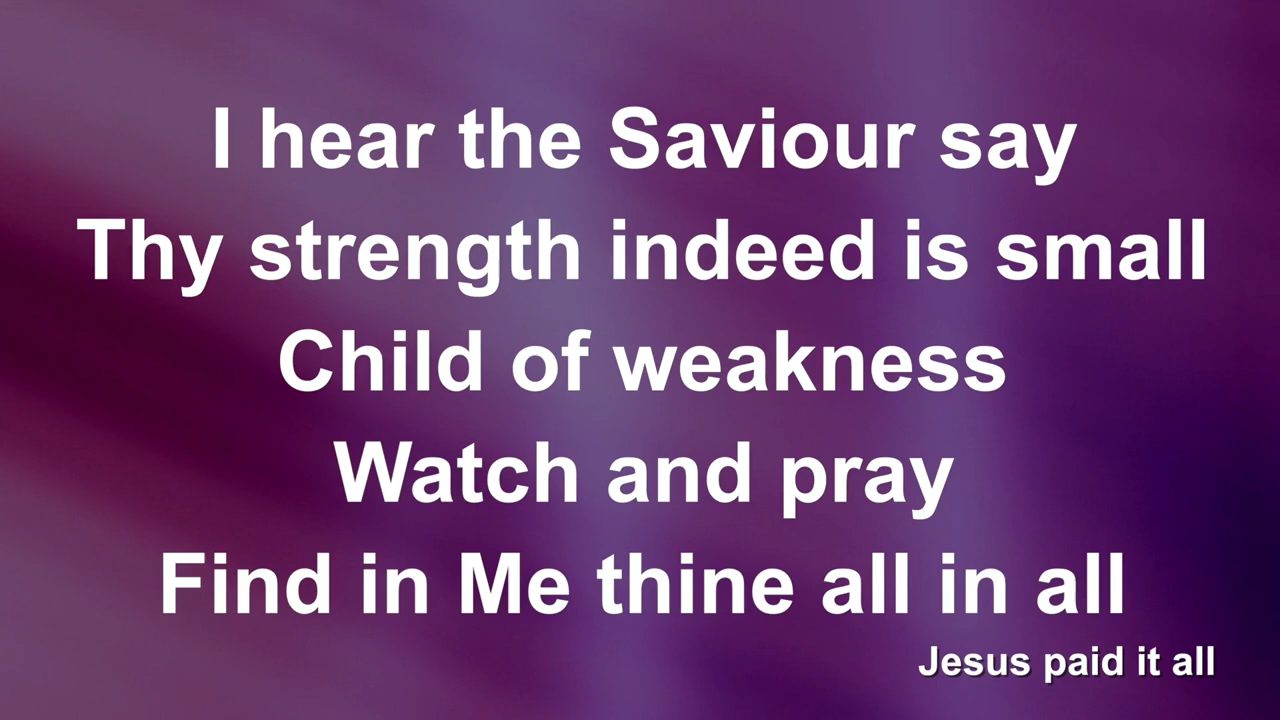 I hear the Saviour say
Thy strength indeed is small
Child of weakness
Watch and pray
Find in Me thine all in all
Jesus paid it all